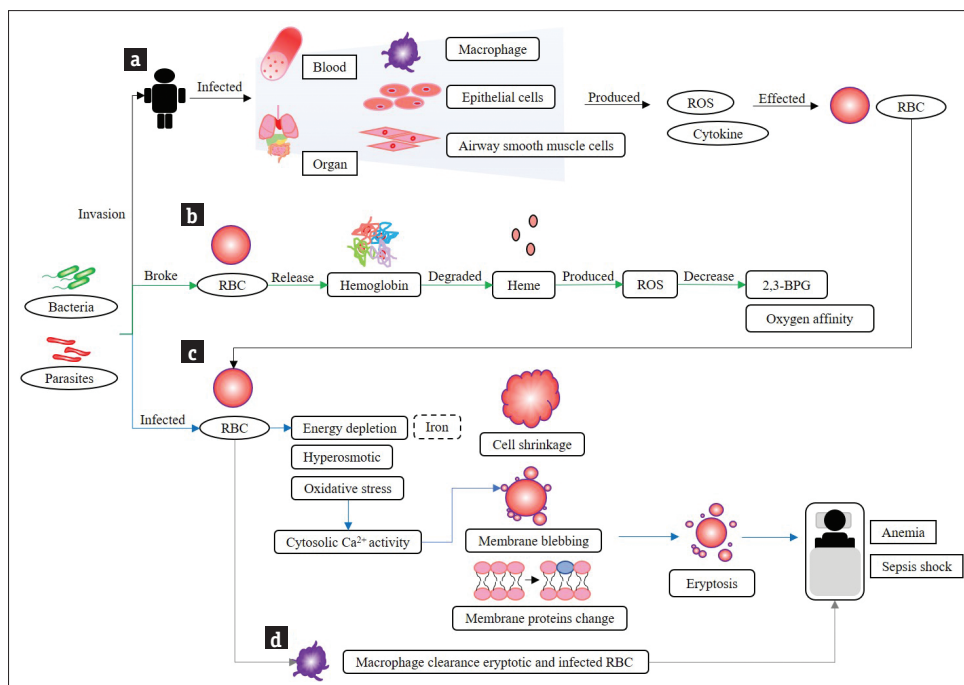 a
Infected
Blood
Organ
Macrophage
Epithelial cells
Airway smooth muscle cells
Produced
ROS
Cytokine
Effected
RBC
Invasion
Bacteria
Parasites
b
Broke
RBC
Release
Hemoglobin
Degraded
Heme
Produced
ROS
Decrease
2,3-BPG
Oxygen affinity
c
Infected
RBC
Energy depletion
Iron
Hyperosmotic
Oxidative stress
Cytosolic Ca²⁺ activity
Cell shrinkage
Membrane blebbing
Membrane proteins change
Eryptosis
Anemia
Sepsis shock
d
Macrophage clearance eryptotic and infected RBC